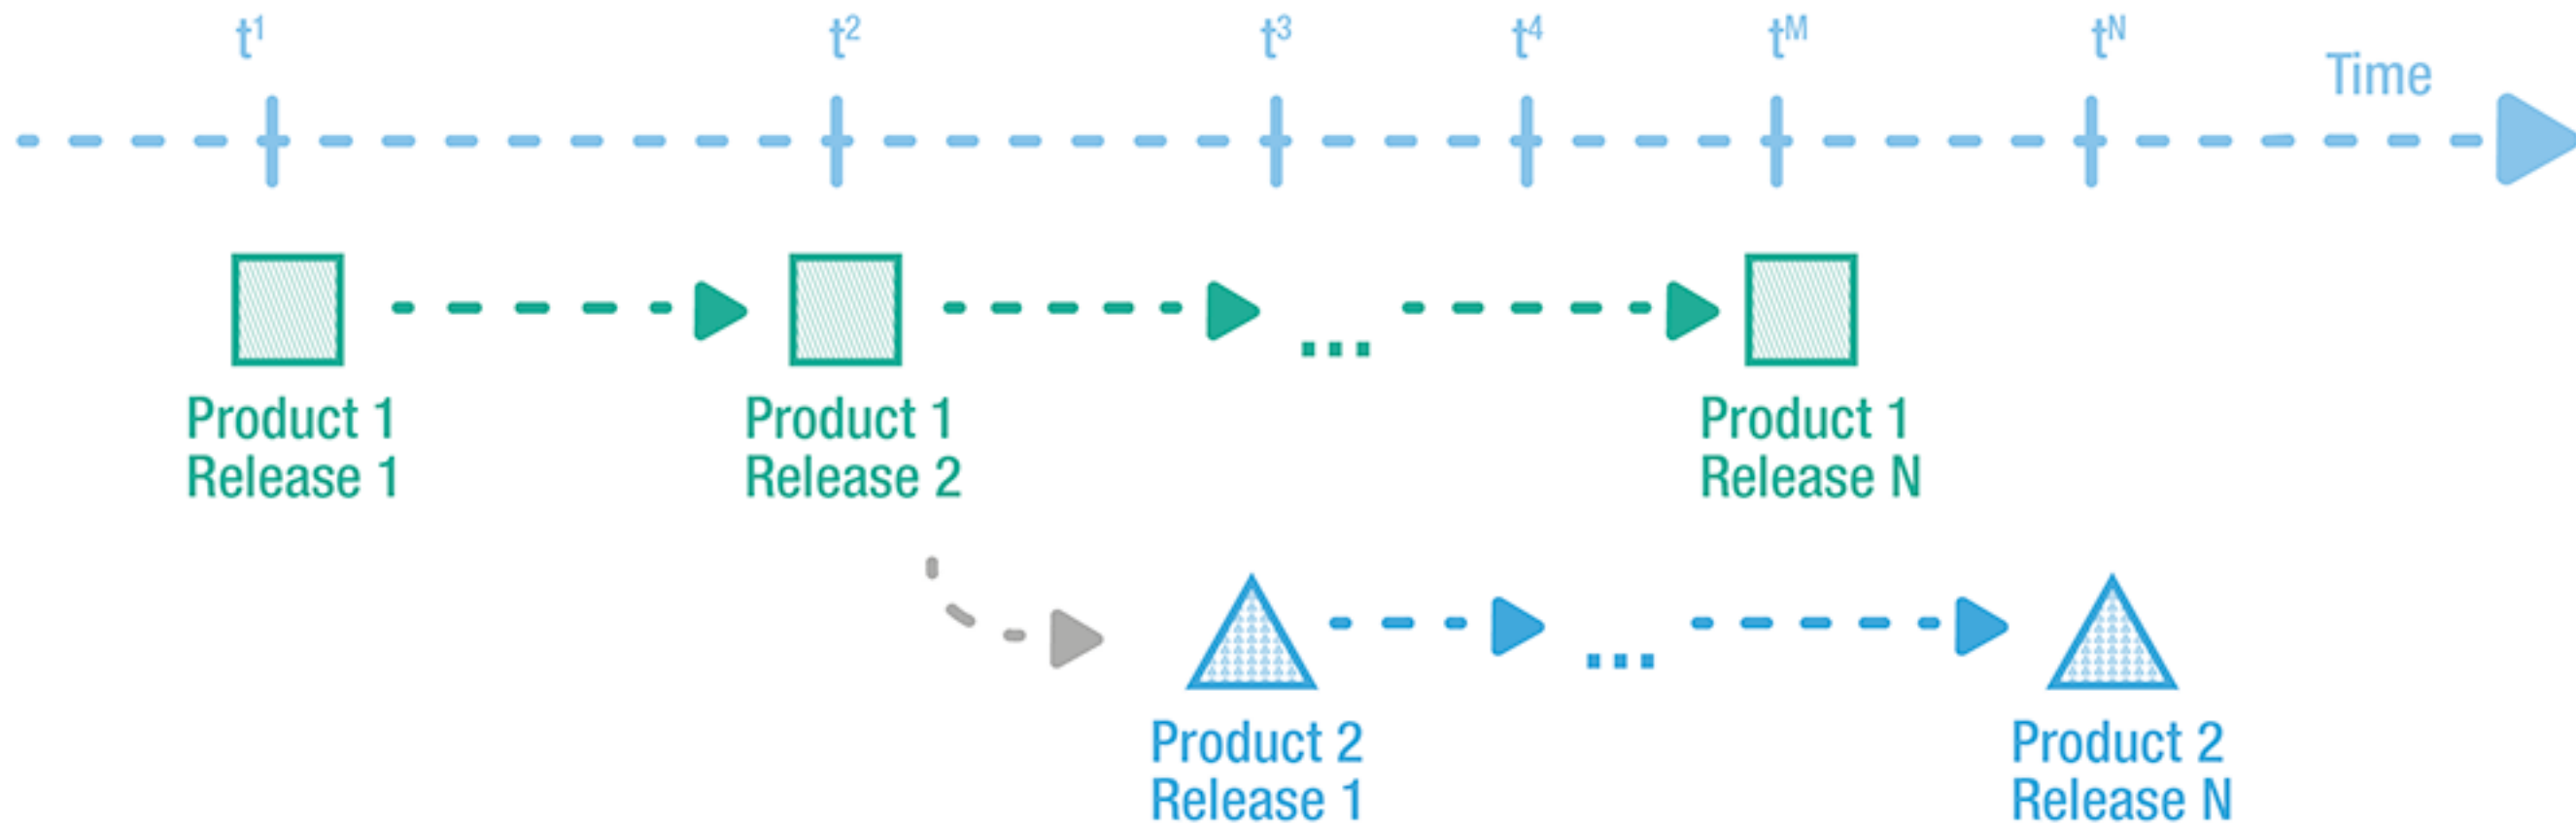 t¹ t² t³ t⁴ tᴹ tᴺ
Time
Product 1
Release 1
Product 1
Release 2
...
Product 1
Release N
Product 2
Release 1
...
Product 2
Release N